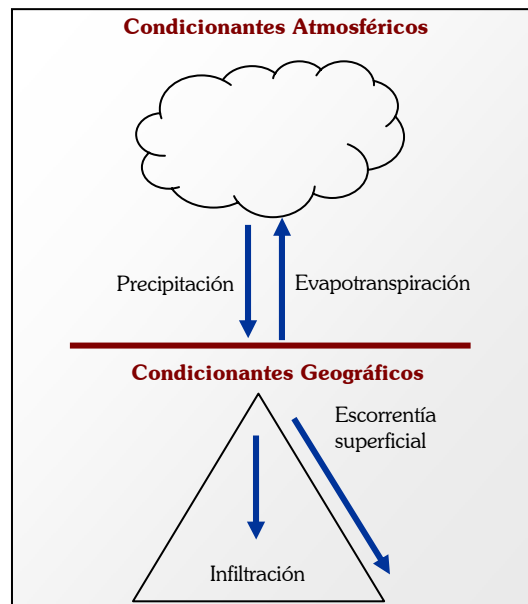 Condicionantes Atmosféricos
Precipitación
Evapotranspiración
Condicionantes Geográficos
Escorrentía
superficial
Infiltración